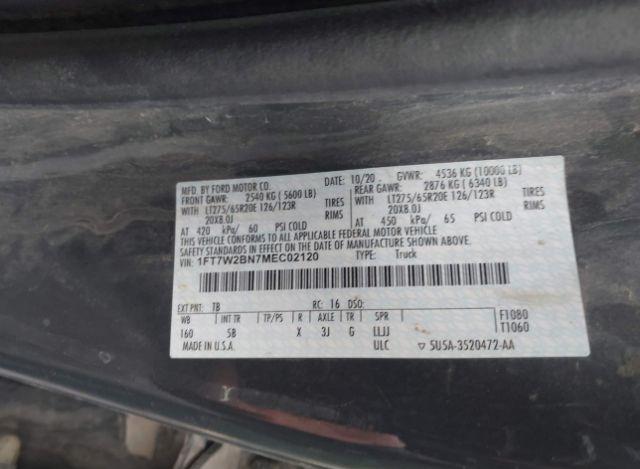 MFD. BY FORD MOTOR CO. DATE: 10/20 GVWR: 4536 KG (10000 LB)
FRONT GAWR: 2540 KG (5600 LB) REAR GAWR: 2876 KG (6340 LB)
WITH LT275/65R20E 126/123R TIRES WITH LT275/65R20E 126/123R TIRES
20X8.0J RIMS 20X8.0J RIMS
AT 420 kPa/ 60 PSI COLD AT 450 kPa/ 65 PSI COLD
THIS VEHICLE CONFORMS TO ALL APPLICABLE FEDERAL MOTOR VEHICLE
SAFETY STANDARDS IN EFFECT ON THE DATE OF MANUFACTURE SHOWN ABOVE.
VIN: 1FT7W2BN7MEC02120 TYPE: Truck
EXT PNT: TB RC: 16 DSO: F1080
WB INT TR TP/PS R AXLE TR SPR T1060
160 5B X 3J G LLJJ
MADE IN U.S.A. ULC ▽ 5U5A-3520472-AA